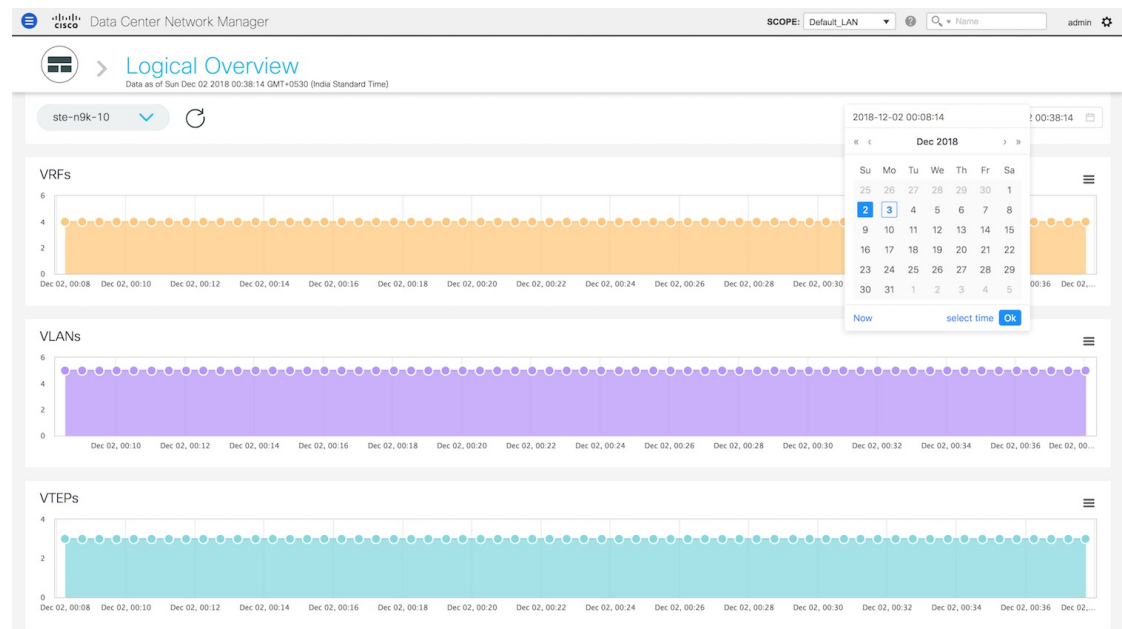 cisco Data Center Network Manager SCOPE: Default_LAN ? Name admin
Logical Overview
Data as of Sun Dec 02 2018 00:38:14 GMT+0530 (India Standard Time)
ste-n9k-10 2018-12-02 00:08:14 2 00:38:14
« ‹ Dec 2018 › »
Su Mo Tu We Th Fr Sa
25 26 27 28 29 30 1
2 3 4 5 6 7 8
9 10 11 12 13 14 15
16 17 18 19 20 21 22
23 24 25 26 27 28 29
30 31 1 2 3 4 5
Now select time Ok
VRFs
6
4
2
0
Dec 02, 00:08 Dec 02, 00:10 Dec 02, 00:12 Dec 02, 00:14 Dec 02, 00:16 Dec 02, 00:18 Dec 02, 00:20 Dec 02, 00:22 Dec 02, 00:24 Dec 02, 00:26 Dec 02, 00:28 Dec 02, 00:30 00:36 Dec 02,...
VLANs
6
4
2
0
Dec 02, 00:10 Dec 02, 00:12 Dec 02, 00:14 Dec 02, 00:16 Dec 02, 00:18 Dec 02, 00:20 Dec 02, 00:22 Dec 02, 00:24 Dec 02, 00:26 Dec 02, 00:28 Dec 02, 00:30 Dec 02, 00:32 Dec 02, 00:34 Dec 02, 00:36 Dec 02, 00...
VTEPs
4
2
0
Dec 02, 00:08 Dec 02, 00:10 Dec 02, 00:12 Dec 02, 00:14 Dec 02, 00:16 Dec 02, 00:18 Dec 02, 00:20 Dec 02, 00:22 Dec 02, 00:24 Dec 02, 00:26 Dec 02, 00:28 Dec 02, 00:30 Dec 02, 00:32 Dec 02, 00:34 Dec 02, 00:36 Dec 02,...